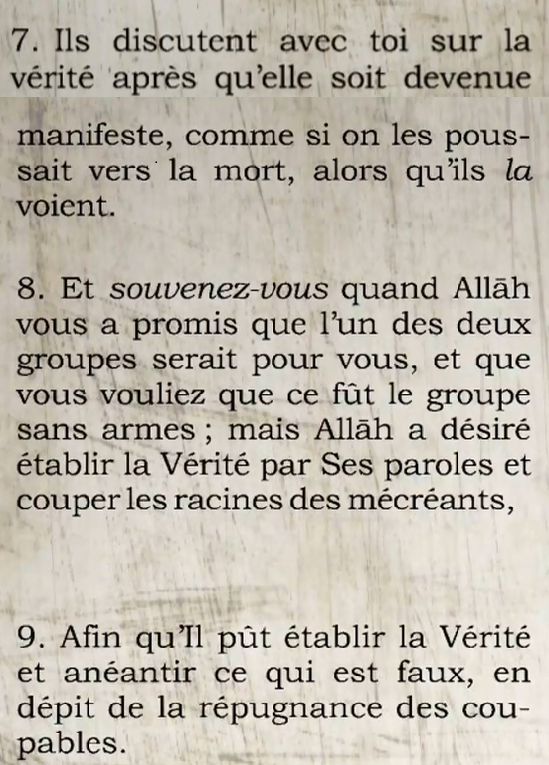 7. Ils discutent avec toi sur la
vérité après qu'elle soit devenue
manifeste, comme si on les pous-
sait vers la mort, alors qu'ils la
voient.
8. Et souvenez-vous quand Allāh
vous a promis que l'un des deux
groupes serait pour vous, et que
vous vouliez que ce fût le groupe
sans armes ; mais Allāh a désiré
établir la Vérité par Ses paroles et
couper les racines des mécréants,
9. Afin qu'Il pût établir la Vérité
et anéantir ce qui est faux, en
dépit de la répugnance des cou-
pables.